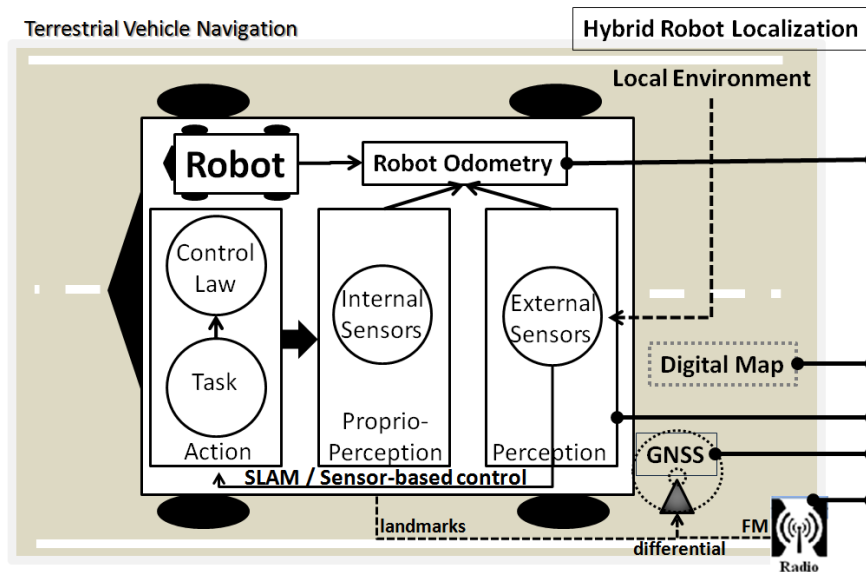 Terrestrial Vehicle Navigation
Hybrid Robot Localization
Local Environment
Robot
Robot Odometry
Control
Law
Internal
Sensors
External
Sensors
Task
Digital Map
Proprio-
Perception
Action
Perception
GNSS
SLAM / Sensor-based control
landmarks
FM
differential
Radio